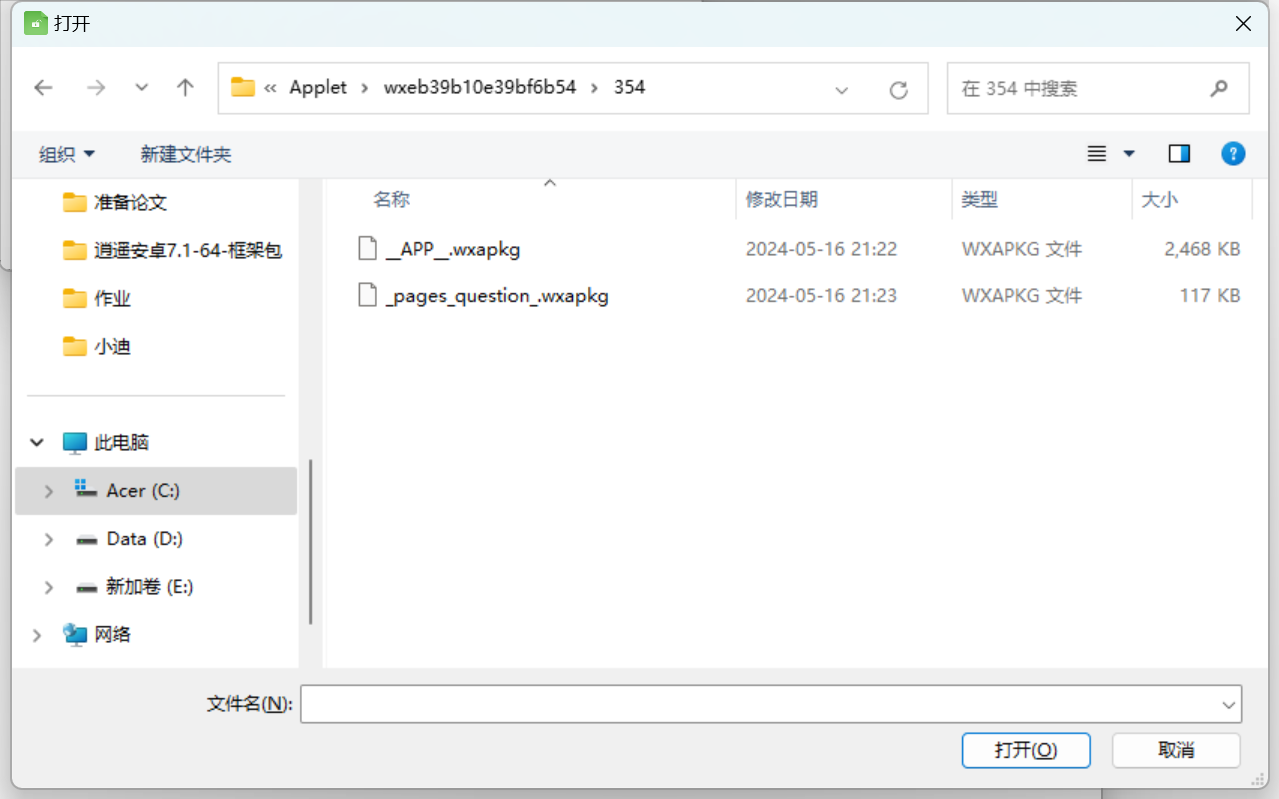 打开
« Applet › wxeb39b10e39bf6b54 › 354
在 354 中搜索
组织 新建文件夹
名称 修改日期 类型 大小
__APP__.wxapkg 2024-05-16 21:22 WXAPKG 文件 2,468 KB
_pages_question_.wxapkg 2024-05-16 21:23 WXAPKG 文件 117 KB
准备论文
逍遥安卓7.1-64-框架包
作业
小迪
此电脑
Acer (C:)
Data (D:)
新加卷 (E:)
网络
文件名(N):
打开(O) 取消